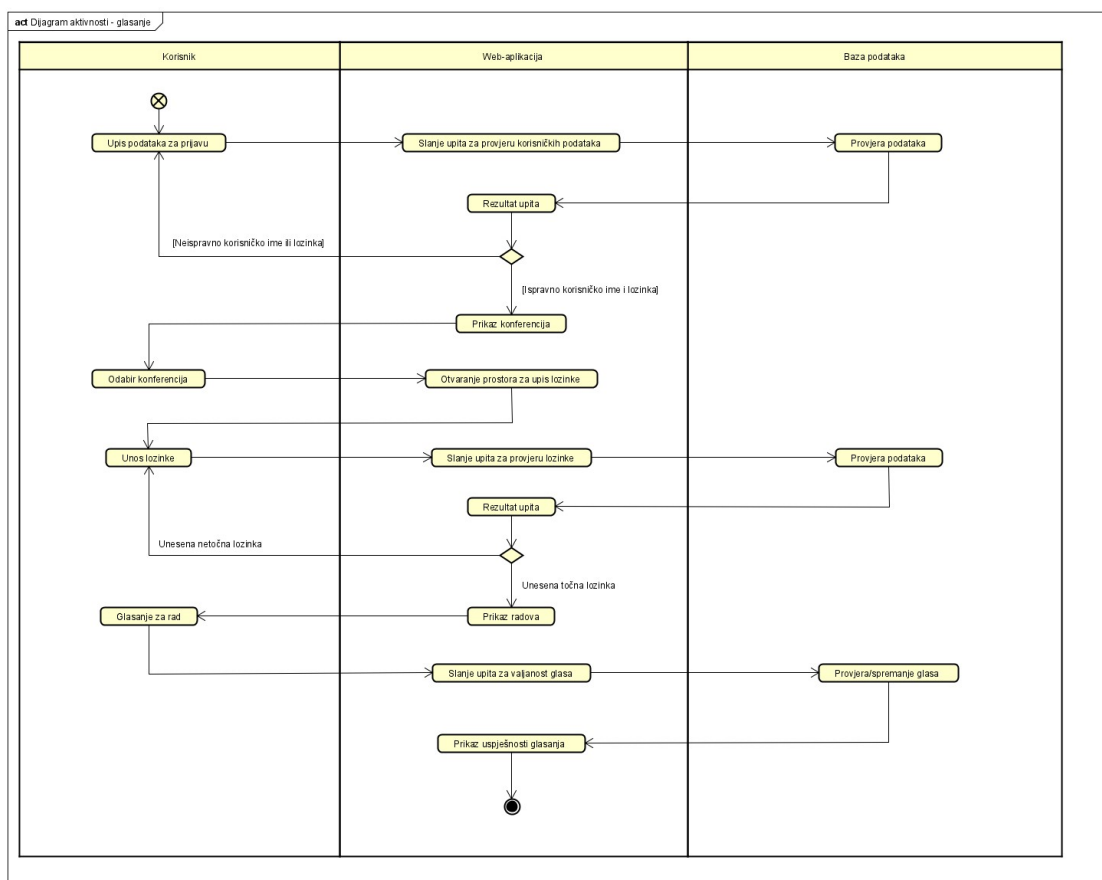 act Dijagram aktivnosti - glasanje
Korisnik
Web-aplikacija
Baza podataka
Upis podataka za prijavu
Slanje upita za provjeru korisničkih podataka
Provjera podataka
Rezultat upita
[Neispravno korisničko ime ili lozinka]
[Ispravno korisničko ime i lozinka]
Prikaz konferencija
Odabir konferencija
Otvaranje prostora za upis lozinke
Unos lozinke
Slanje upita za provjeru lozinke
Provjera podataka
Rezultat upita
Unesena netočna lozinka
Unesena točna lozinka
Glasanje za rad
Prikaz radova
Slanje upita za valjanost glasa
Provjera/spremanje glasa
Prikaz uspješnosti glasanja